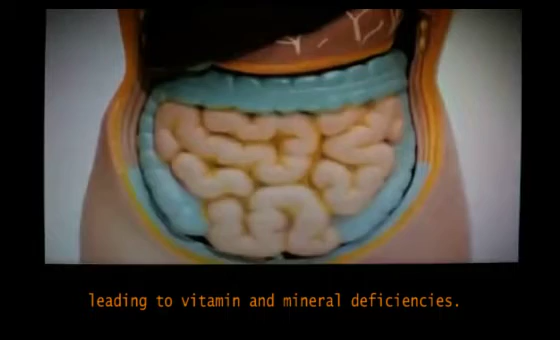 leading to vitamin and mineral deficiencies.